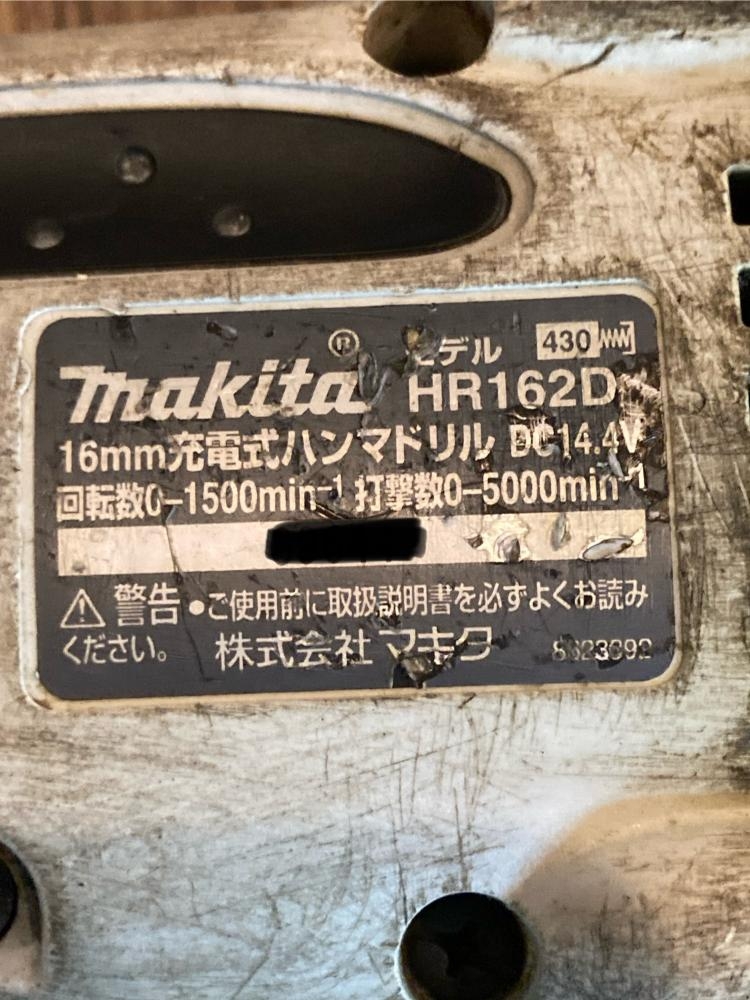 makita® モデル 430
HR162D
16mm充電式ハンマドリル DC14.4V
回転数0-1500min⁻¹ 打撃数0-5000min⁻¹
⚠ 警告 ●ご使用前に取扱説明書を必ずよくお読み
ください。 株式会社マキタ